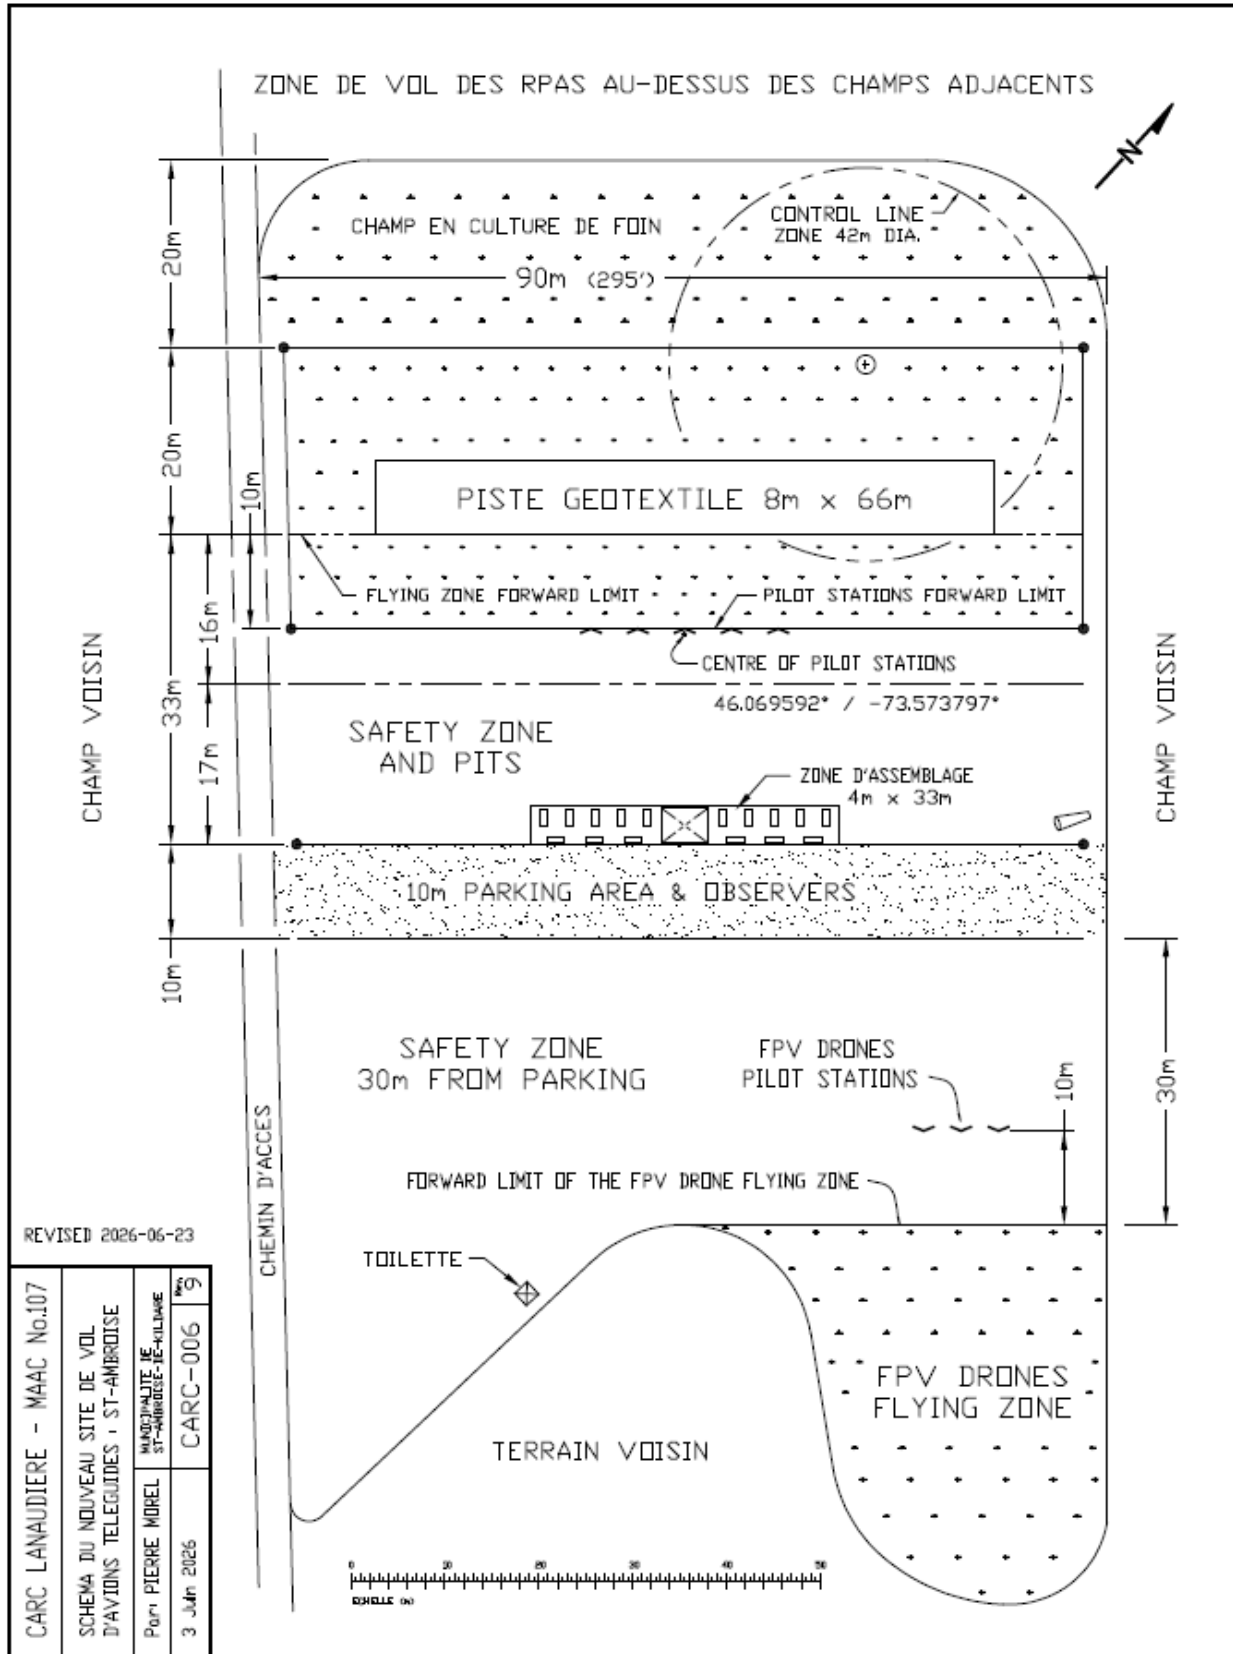 ZONE DE VOL DES RPAS AU-DESSUS DES CHAMPS ADJACENTS
N
20m
CHAMP EN CULTURE DE FOIN
CONTROL LINE
ZONE 42m DIA.
90m (295')
20m
10m
PISTE GEOTEXTILE 8m x 66m
FLYING ZONE FORWARD LIMIT
PILOT STATIONS FORWARD LIMIT
16m
CENTRE OF PILOT STATIONS
46.069592° / -73.573797°
CHAMP VOISIN
33m
17m
SAFETY ZONE
AND PITS
ZONE D'ASSEMBLAGE
4m x 33m
CHAMP VOISIN
10m PARKING AREA & OBSERVERS
10m
SAFETY ZONE
30m FROM PARKING
FPV DRONES
PILOT STATIONS
10m
30m
CHEMIN D'ACCES
FORWARD LIMIT OF THE FPV DRONE FLYING ZONE
REVISED 2026-06-23
TOILETTE
FPV DRONES
FLYING ZONE
TERRAIN VOISIN
CARC LANAUDIERE - MAAC No.107
SCHEMA DU NOUVEAU SITE DE VOL
D'AVIONS TELEGUIDES : ST-AMBROISE
Par: PIERRE MOREL
MUNICIPALITE DE
ST-AMBROISE-DE-KILDARE
3 Juin 2026
CARC-006
Rev. 9
0 10 20 30 40 50
ECHELLE (m)